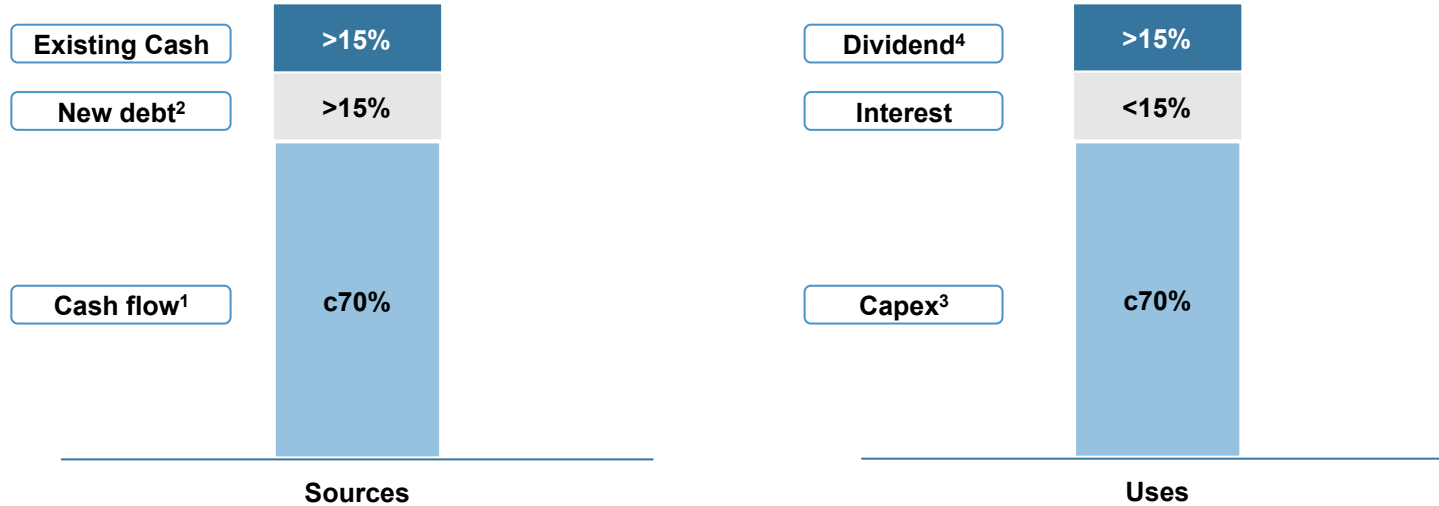 Existing Cash
>15%
New debt²
>15%
Cash flow¹
c70%
Sources
Dividend⁴
>15%
Interest
<15%
Capex³
c70%
Uses